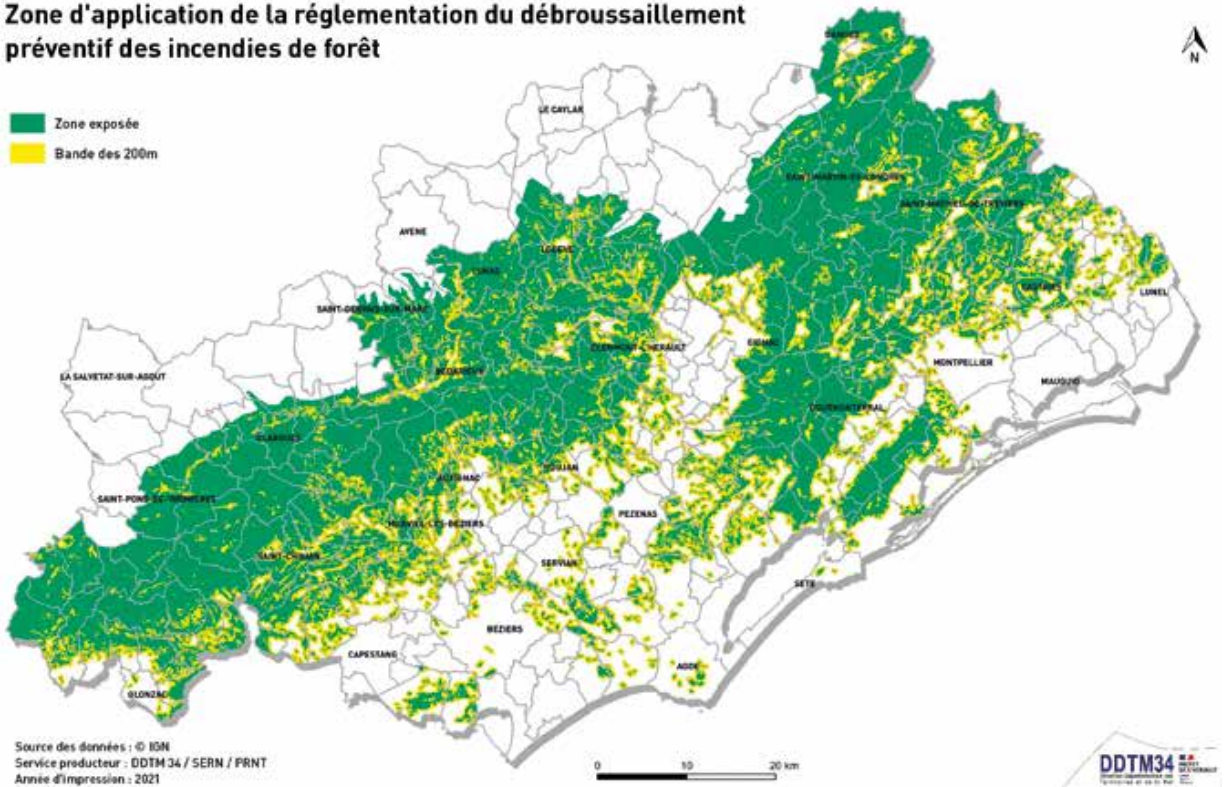 Zone d'application de la réglementation du débroussaillement
préventif des incendies de forêt
N
Zone exposée
Bande des 200m
GANGES
LE CAYLAR
SAINT-MARTIN-DE-LONDRES
SAINT-MATHIEU-DE-TREVIERS
AVENE
LODEVE
LUNAS
CASTRIES
LUNEL
SAINT-GERVAIS-SUR-MARE
CLERMONT-L'HERAULT
GIGNAC
MONTPELLIER
LA SALVETAT-SUR-AGOUT
BEDARIEUX
MAUGUIO
COURNONTERRAL
OLARGUES
ROUJAN
AUTIGNAC
SAINT-PONS-DE-THOMIERES
PEZENAS
MURVIEL-LES-BEZIERS
SAINT-CHINIAN
SERVIAN
SETE
BEZIERS
CAPESTANG
AGDE
OLONZAC
Source des données : © IGN
Service producteur : DDTM 34 / SERN / PRNT
Année d'impression : 2021
0 10 20 km
DDTM34